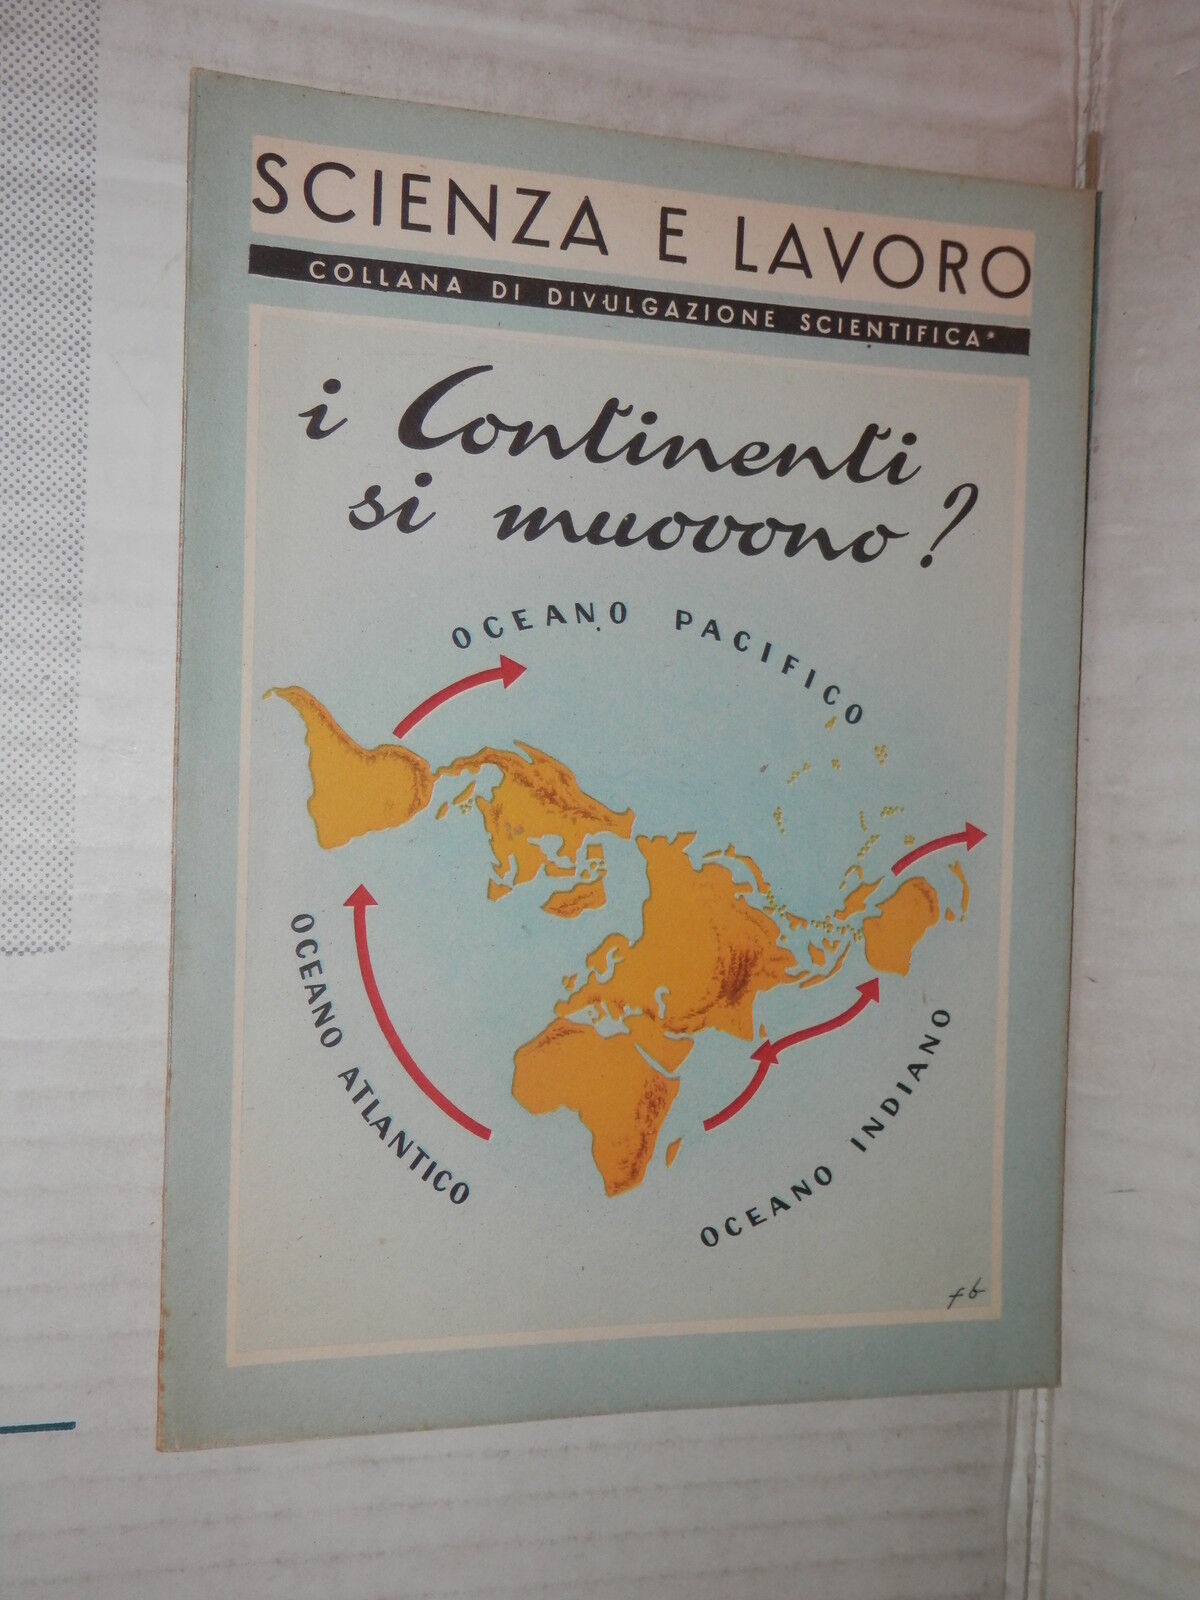 SCIENZA E LAVORO
COLLANA DI DIVULGAZIONE SCIENTIFICA
i Continenti
si muovono?
OCEANO PACIFICO
OCEANO ATLANTICO
OCEANO INDIANO
fb